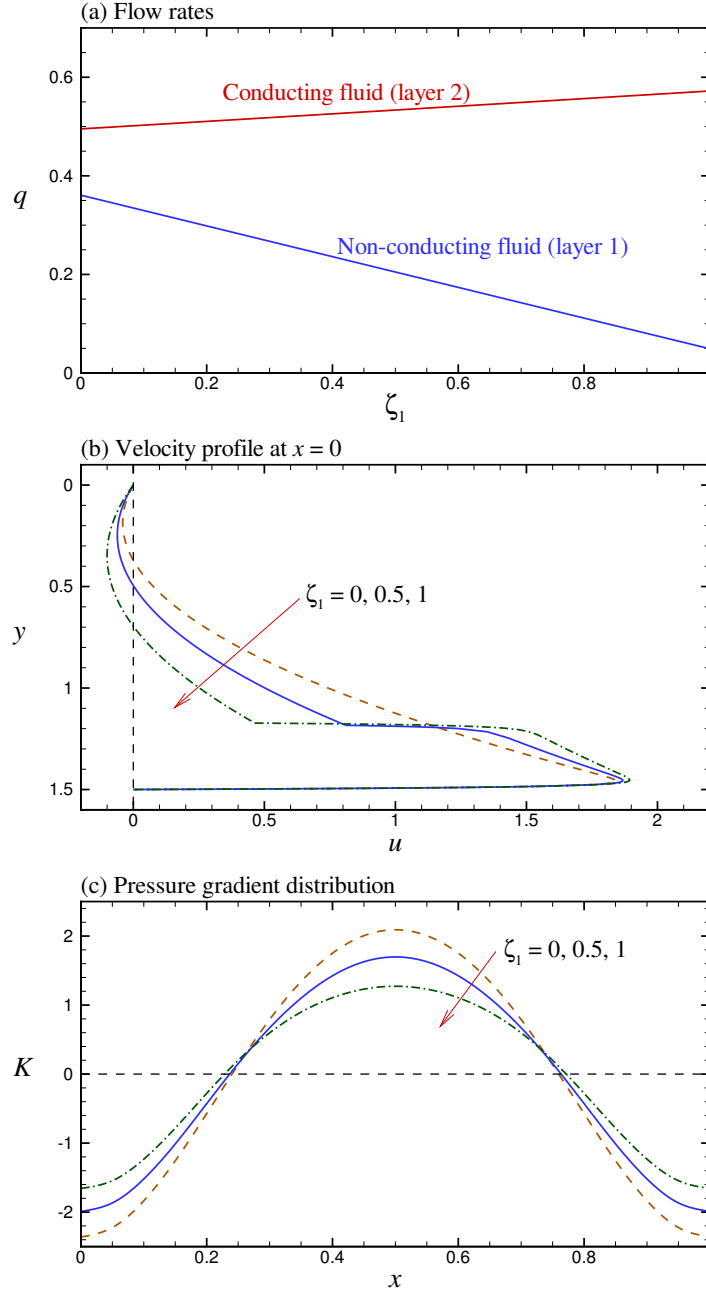 (a) Flow rates
0.6
0.4
0.2
0
q
Conducting fluid (layer 2)
Non-conducting fluid (layer 1)
0 0.2 0.4 0.6 0.8
ζ₁
(b) Velocity profile at x = 0
0
0.5
1
1.5
y
ζ₁ = 0, 0.5, 1
0 0.5 1 1.5 2
u
(c) Pressure gradient distribution
2
1
0
-1
-2
K
ζ₁ = 0, 0.5, 1
0 0.2 0.4 0.6 0.8
x